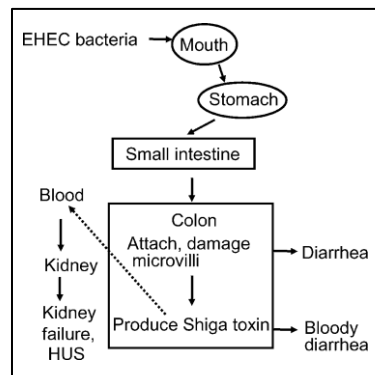 EHEC bacteria
Mouth
Stomach
Small intestine
Blood
Kidney
Kidney
failure,
HUS
Colon
Attach, damage
microvilli
Produce Shiga toxin
Diarrhea
Bloody
diarrhea